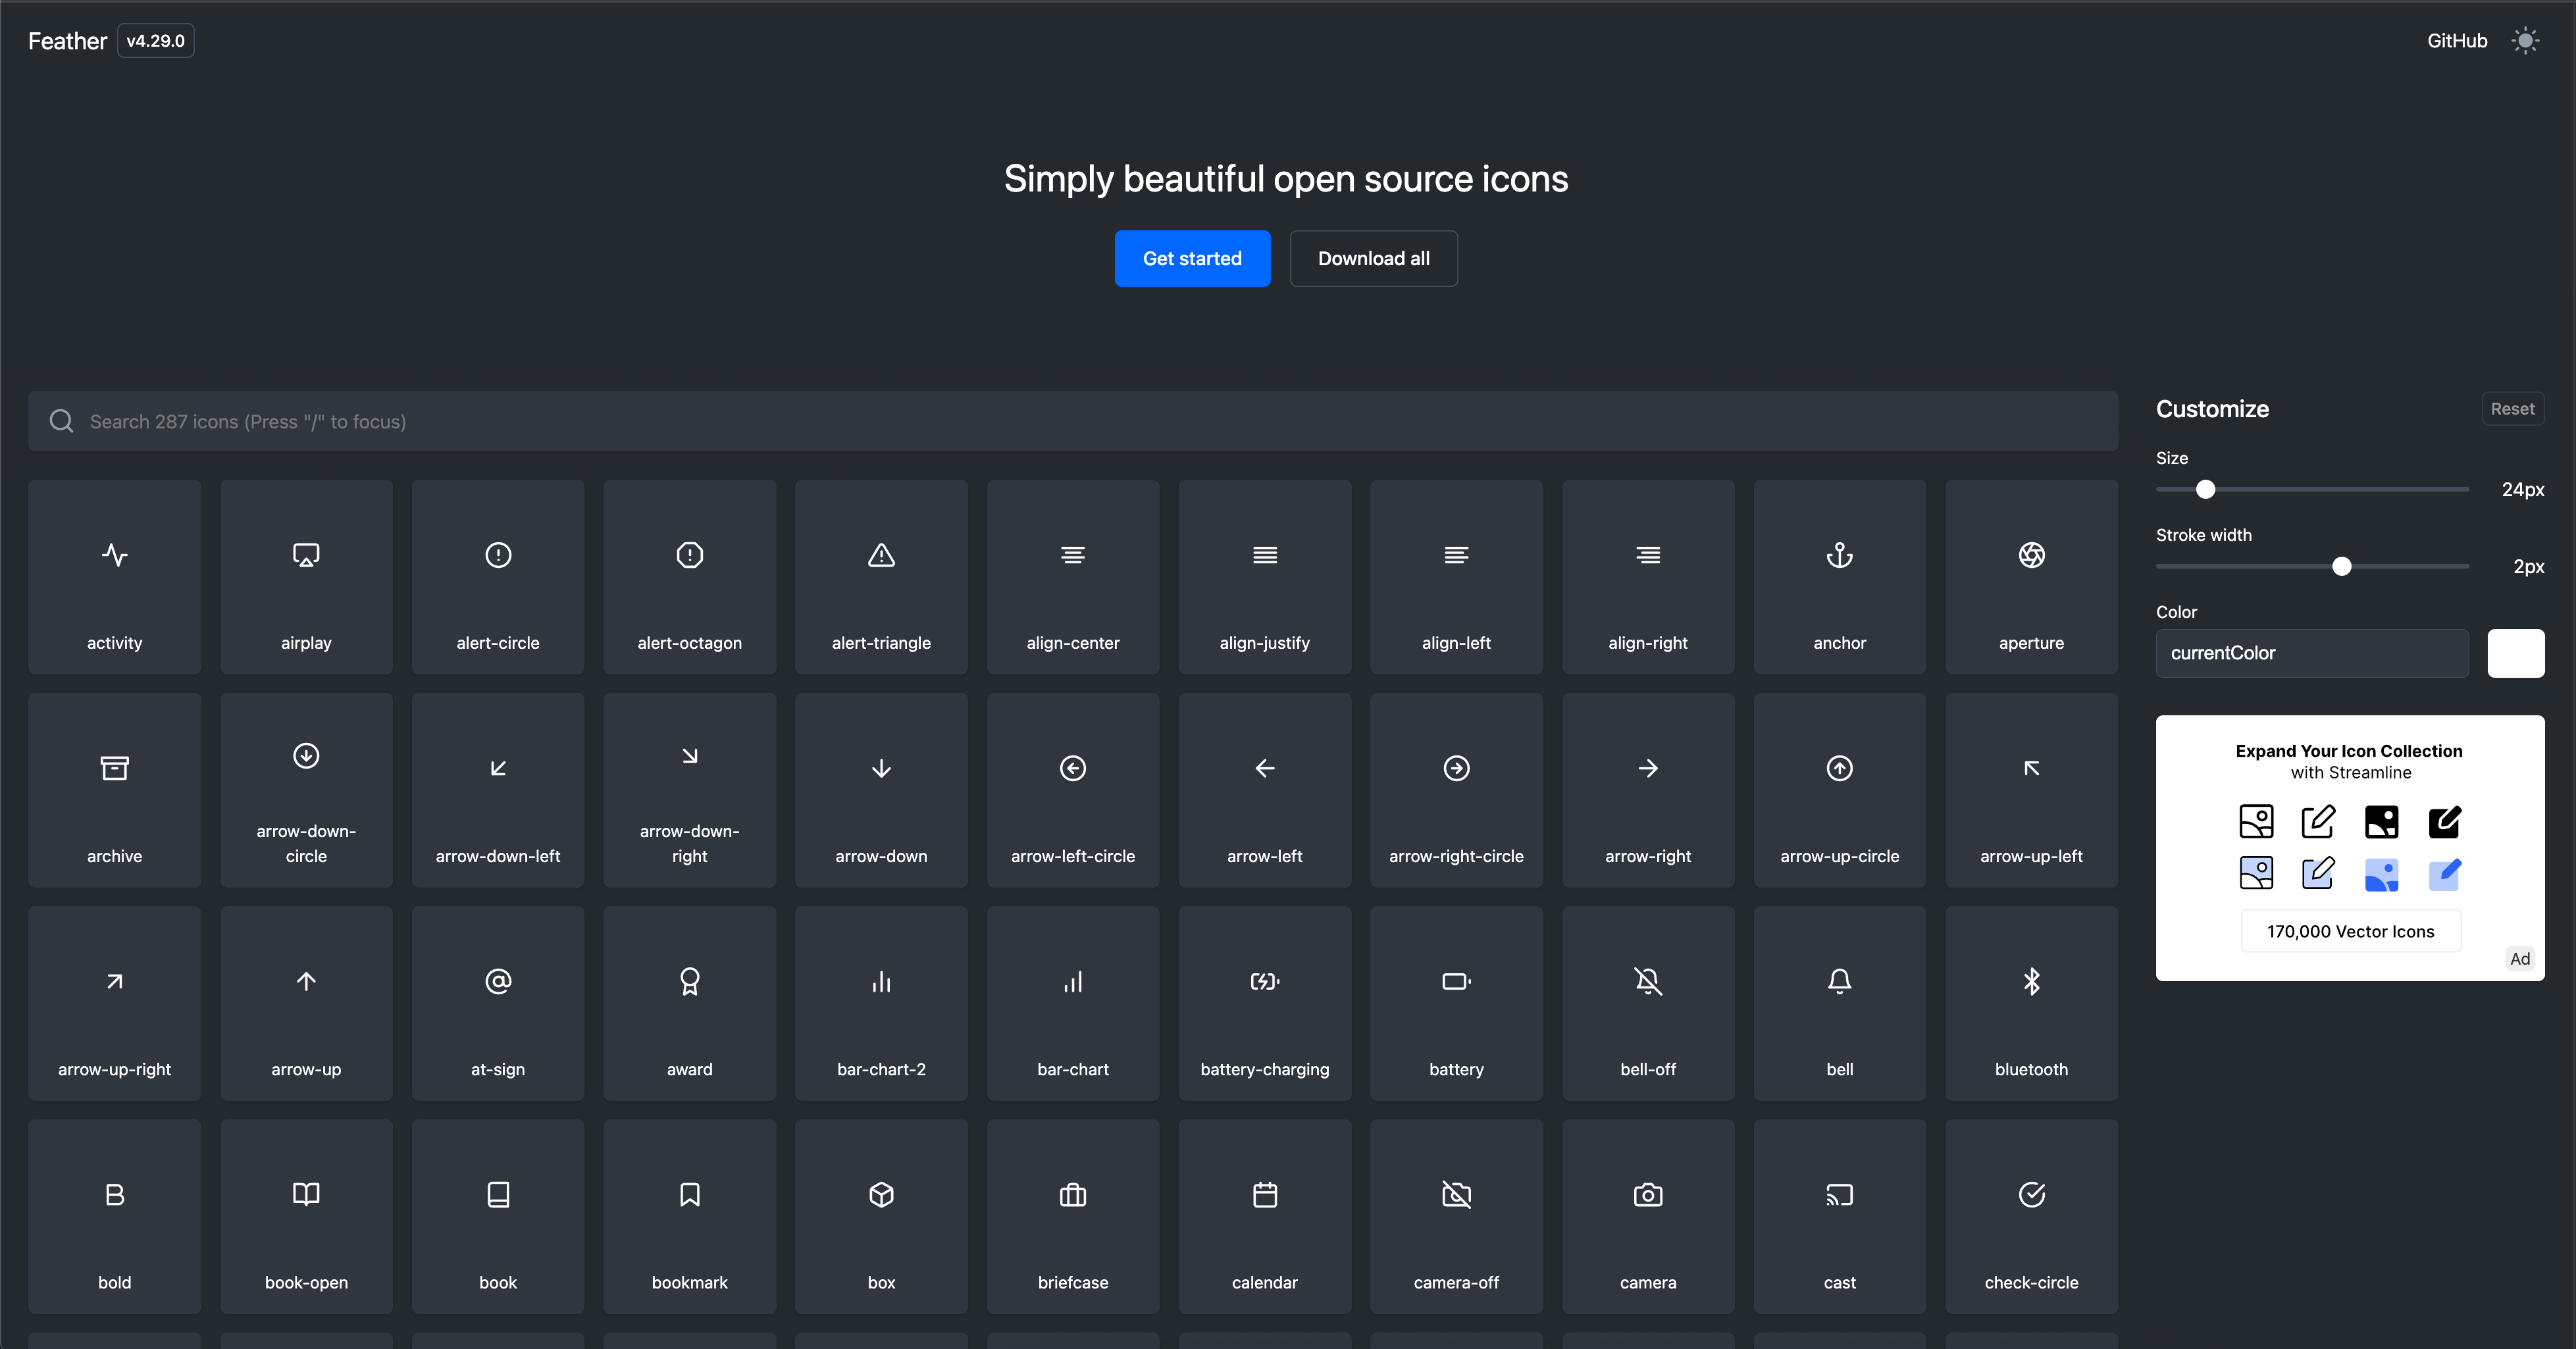 Feather v4.29.0
GitHub
Simply beautiful open source icons
Get started
Download all
Search 287 icons (Press "/" to focus)
activity
airplay
alert-circle
alert-octagon
alert-triangle
align-center
align-justify
align-left
align-right
anchor
aperture
archive
arrow-down-
circle
arrow-down-left
arrow-down-
right
arrow-down
arrow-left-circle
arrow-left
arrow-right-circle
arrow-right
arrow-up-circle
arrow-up-left
arrow-up-right
arrow-up
at-sign
award
bar-chart-2
bar-chart
battery-charging
battery
bell-off
bell
bluetooth
bold
book-open
book
bookmark
box
briefcase
calendar
camera-off
camera
cast
check-circle
Customize
Reset
Size
24px
Stroke width
2px
Color
currentColor
Expand Your Icon Collection
with Streamline
170,000 Vector Icons
Ad